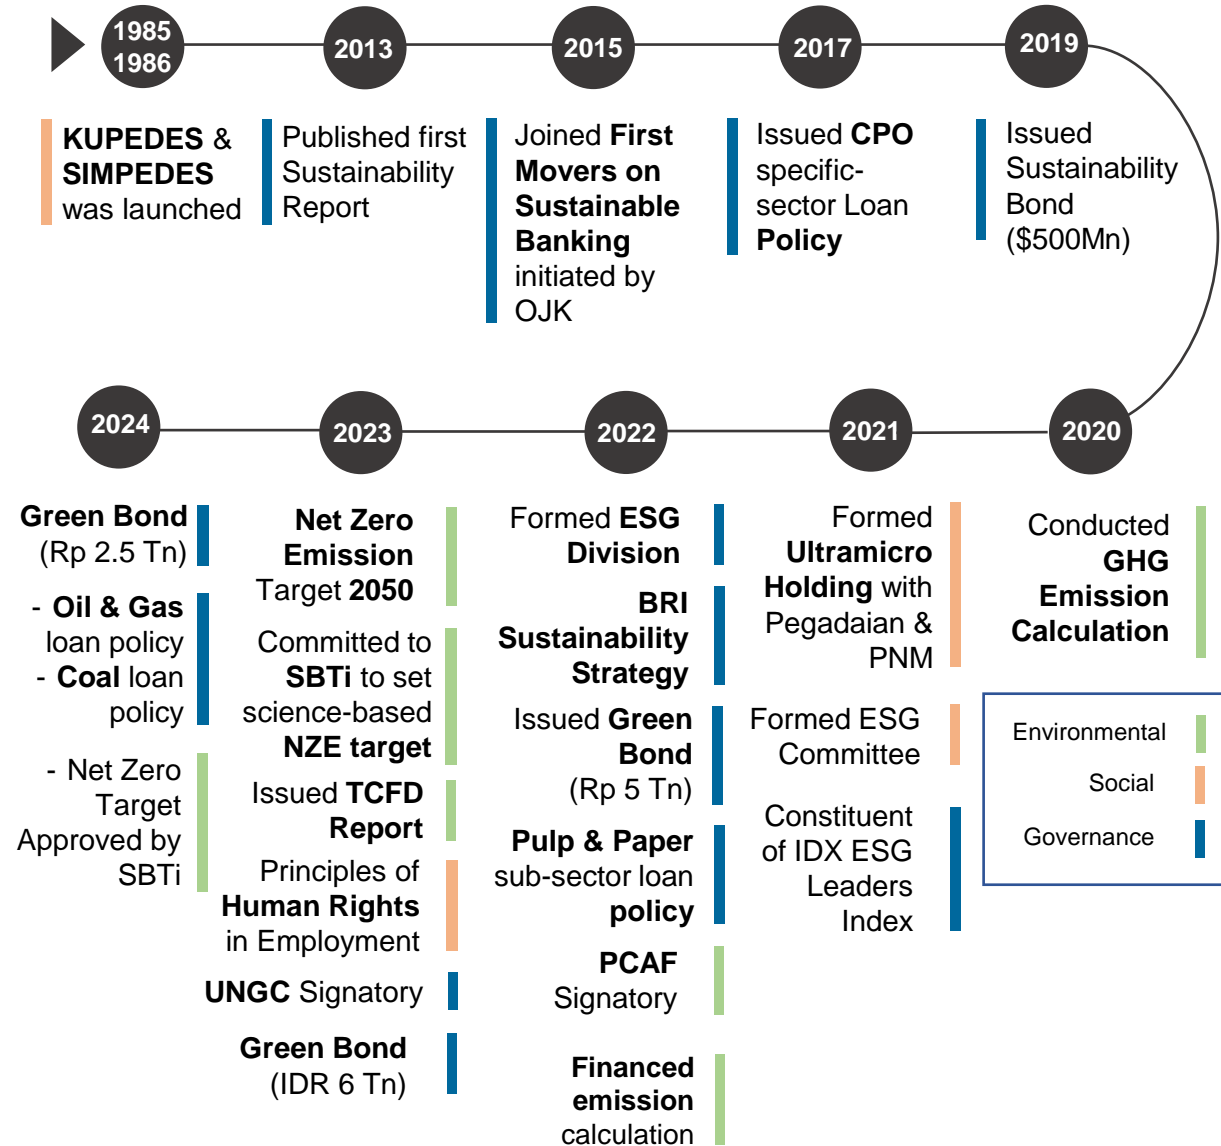 1985
1986
2013
2015
2017
2019
KUPEDES &
SIMPEDES
was launched
Published first
Sustainability
Report
Joined First
Movers on
Sustainable
Banking
initiated by
OJK
Issued CPO
specific-
sector Loan
Policy
Issued
Sustainability
Bond
($500Mn)
2024
2023
2022
2021
2020
Green Bond
(Rp 2.5 Tn)
- Oil & Gas
loan policy
- Coal loan
policy
- Net Zero
Target
Approved by
SBTi
Net Zero
Emission
Target 2050
Committed to
SBTi to set
science-based
NZE target
Issued TCFD
Report
Principles of
Human Rights
in Employment
UNGC Signatory
Green Bond
(IDR 6 Tn)
Formed ESG
Division
BRI
Sustainability
Strategy
Issued Green
Bond
(Rp 5 Tn)
Pulp & Paper
sub-sector loan
policy
PCAF
Signatory
Financed
emission
calculation
Formed
Ultramicro
Holding with
Pegadaian &
PNM
Formed ESG
Committee
Constituent
of IDX ESG
Leaders
Index
Conducted
GHG
Emission
Calculation
Environmental
Social
Governance